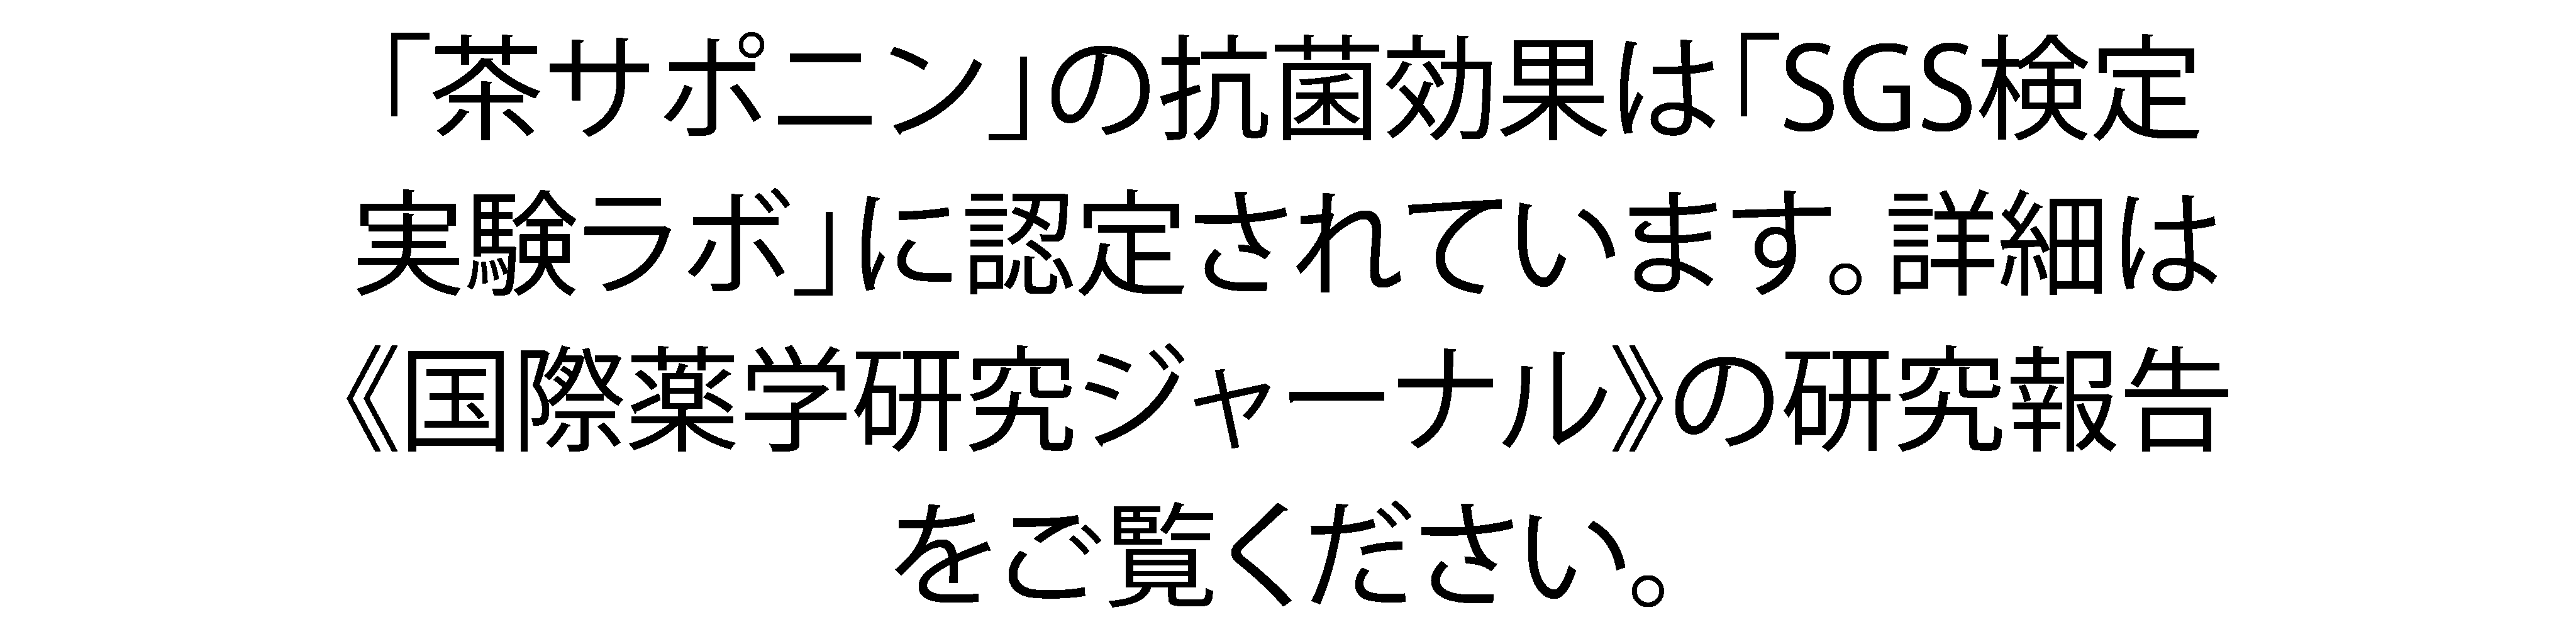 「茶サポニン」の抗菌効果は「SGS検定
実験ラボ」に認定されています。詳細は
《国際薬学研究ジャーナル》の研究報告
をご覧ください。